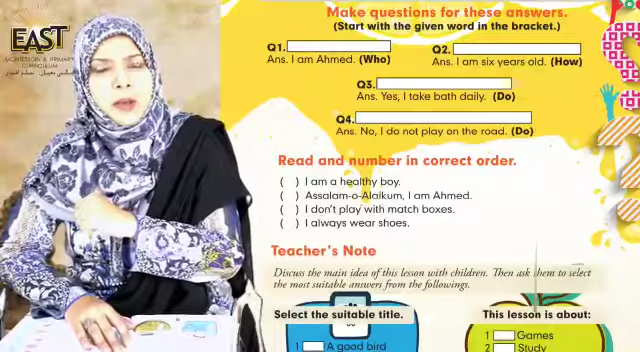 EAST
MONTESSORI & PRIMARY
CURRICULUM
Make questions for these answers.
(Start with the given word in the bracket.)
Q1.
Ans. I am Ahmed. (Who)
Q2.
Ans. I am six years old. (How)
Q3.
Ans. Yes, I take bath daily. (Do)
Q4.
Ans. No, I do not play on the road. (Do)
Read and number in correct order.
( ) I am a healthy boy.
( ) Assalam-o-Alaikum, I am Ahmed.
( ) I don't play with match boxes.
( ) I always wear shoes.
Teacher's Note
Discuss the main idea of this lesson with children. Then ask them to select
the most suitable answers from the followings.
Select the suitable title.
1 A good bird
This lesson is about:
1 Games
2 Study